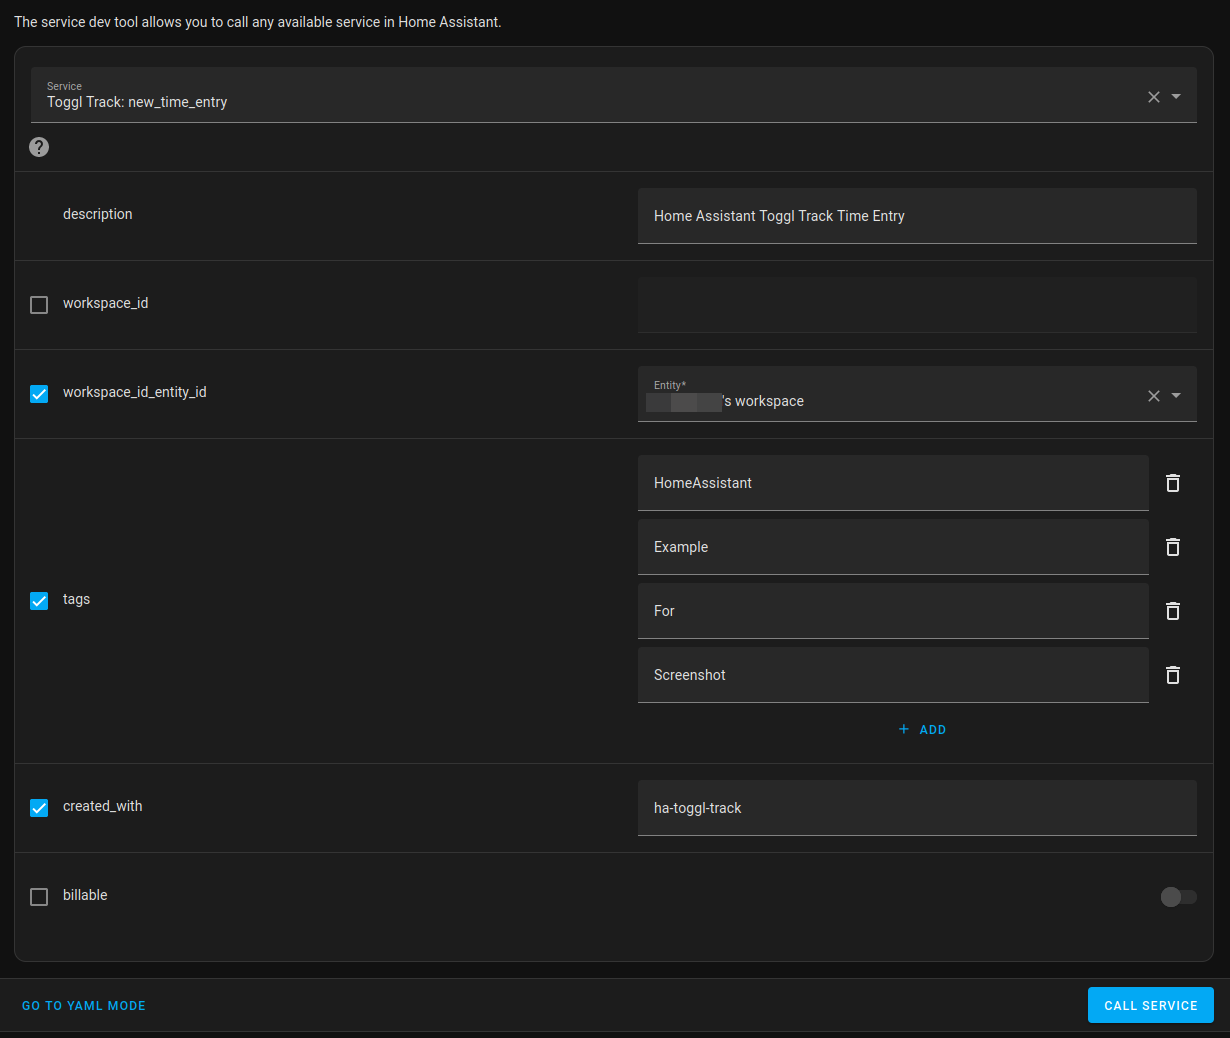 The service dev tool allows you to call any available service in Home Assistant.
Service
Toggl Track: new_time_entry
description
Home Assistant Toggl Track Time Entry
workspace_id
workspace_id_entity_id
Entity*
's workspace
HomeAssistant
Example
tags
For
Screenshot
+ ADD
created_with
ha-toggl-track
billable
GO TO YAML MODE
CALL SERVICE